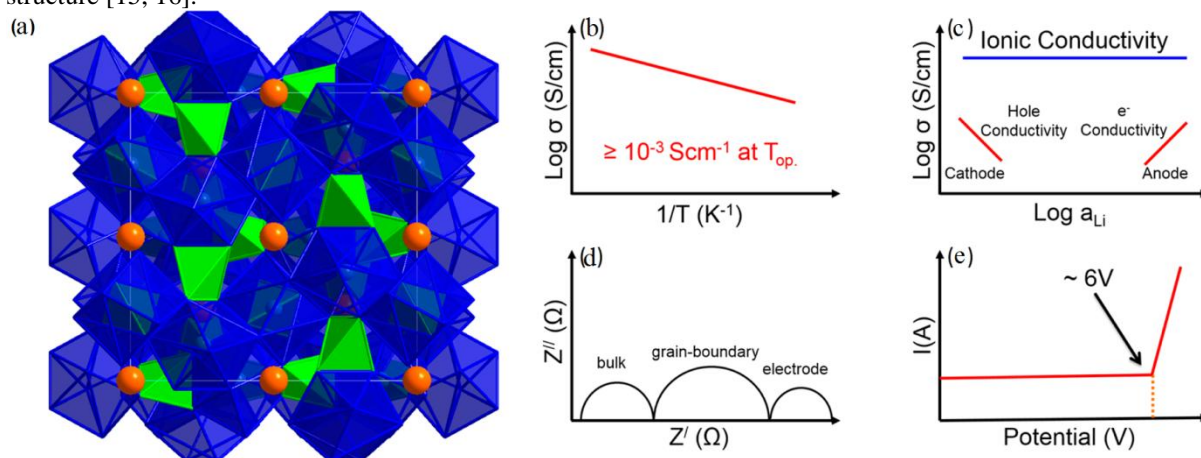 structure [15, 16].
(a)
(b)
Log σ (S/cm)
≥ 10⁻³ Scm⁻¹ at Tₒₚ.
1/T (K⁻¹)
(c)
Log σ (S/cm)
Ionic Conductivity
Hole
Conductivity
e⁻
Conductivity
Cathode
Anode
Log aLi
(d)
Z// (Ω)
bulk
grain-boundary
electrode
Z/ (Ω)
(e)
I(A)
~ 6V
Potential (V)